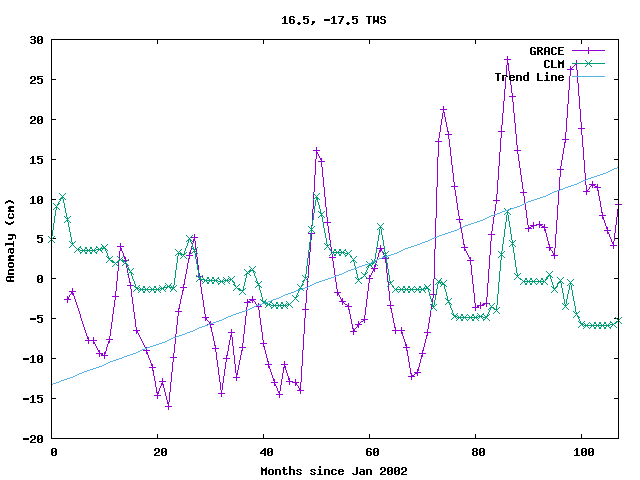 16.5, -17.5 TWS
30
25
20
15
10
5
0
-5
-10
-15
-20
GRACE
CLM
Trend Line
Anomaly (cm)
0 20 40 60 80 100
Months since Jan 2002